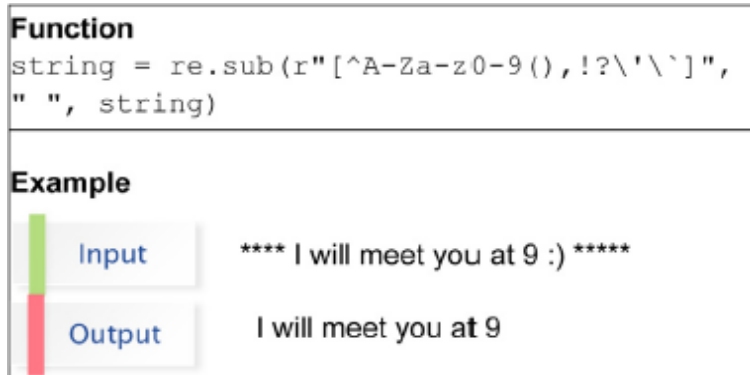 Function
string = re.sub(r"[^A-Za-z0-9(),!?\'\`]",
" ", string)
Example
Input **** I will meet you at 9 :) *****
Output I will meet you at 9